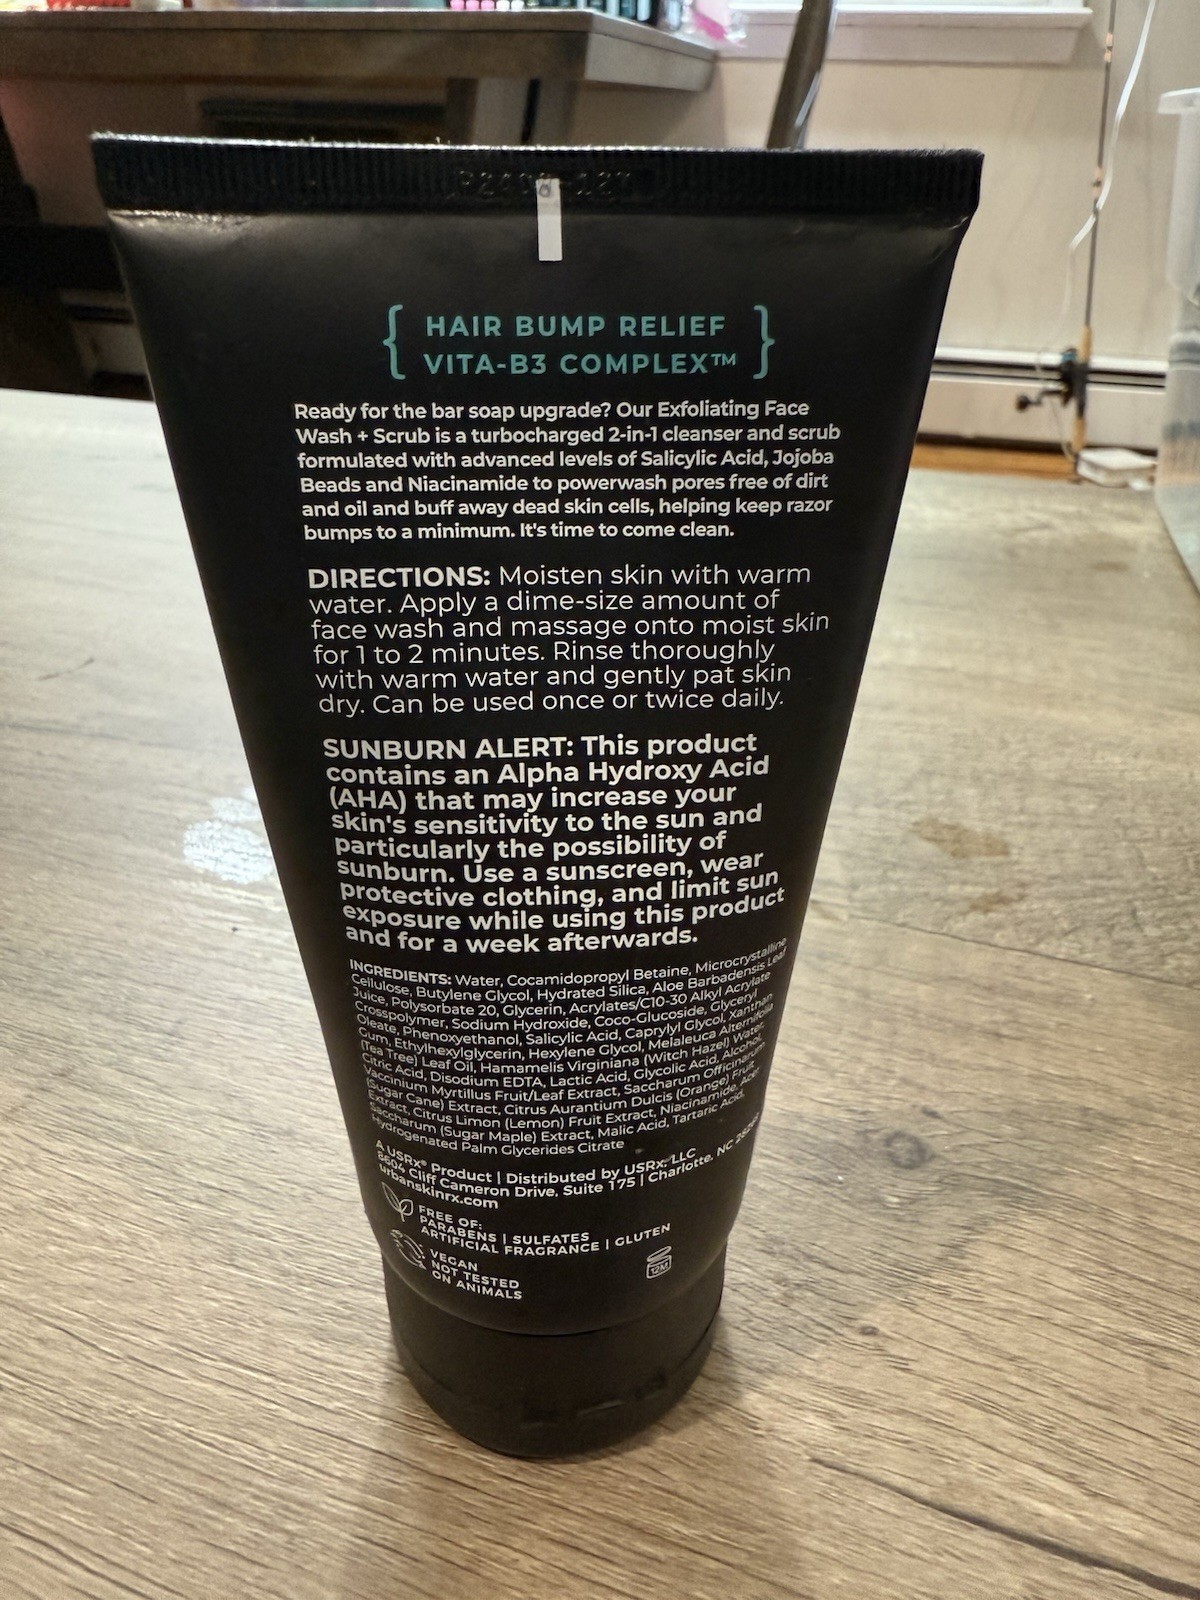 HAIR BUMP RELIEF
VITA-B3 COMPLEX™
Ready for the bar soap upgrade? Our Exfoliating Face
Wash + Scrub is a turbocharged 2-in-1 cleanser and scrub
formulated with advanced levels of Salicylic Acid, Jojoba
Beads and Niacinamide to powerwash pores free of dirt
and oil and buff away dead skin cells, helping keep razor
bumps to a minimum. It's time to come clean.
DIRECTIONS: Moisten skin with warm
water. Apply a dime-size amount of
face wash and massage onto moist skin
for 1 to 2 minutes. Rinse thoroughly
with warm water and gently pat skin
dry. Can be used once or twice daily.
SUNBURN ALERT: This product
contains an Alpha Hydroxy Acid
(AHA) that may increase your
skin's sensitivity to the sun and
particularly the possibility of
sunburn. Use a sunscreen, wear
protective clothing, and limit sun
exposure while using this product
and for a week afterwards.
INGREDIENTS: Water, Cocamidopropyl Betaine, Microcrystalline
Cellulose, Butylene Glycol, Hydrated Silica, Aloe Barbadensis Leaf
Juice, Polysorbate 20, Glycerin, Acrylates/C10-30 Alkyl Acrylate
Crosspolymer, Sodium Hydroxide, Coco-Glucoside, Glyceryl
Oleate, Phenoxyethanol, Salicylic Acid, Caprylyl Glycol, Xanthan
Gum, Ethylhexylglycerin, Hexylene Glycol, Melaleuca Alternifolia
(Tea Tree) Leaf Oil, Hamamelis Virginiana (Witch Hazel) Water,
Citric Acid, Disodium EDTA, Lactic Acid, Glycolic Acid, Alcohol,
Vaccinium Myrtillus Fruit/Leaf Extract, Saccharum Officinarum
(Sugar Cane) Extract, Citrus Aurantium Dulcis (Orange) Fruit
Extract, Citrus Limon (Lemon) Fruit Extract, Niacinamide, Acer
Saccharum (Sugar Maple) Extract, Malic Acid, Tartaric Acid,
Hydrogenated Palm Glycerides Citrate
A USRx® Product | Distributed by USRx, LLC
8604 Cliff Cameron Drive, Suite 175 | Charlotte, NC
urbanskinrx.com
FREE OF:
PARABENS | SULFATES
ARTIFICIAL FRAGRANCE | GLUTEN
VEGAN
NOT TESTED
ON ANIMALS
12M